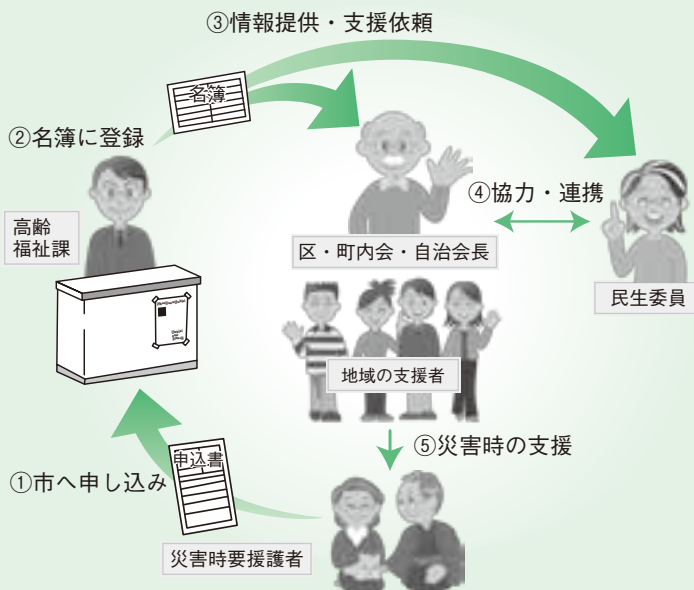 ③情報提供・支援依頼
名簿
②名簿に登録
高齢
福祉課
④協力・連携
区・町内会・自治会長
民生委員
地域の支援者
⑤災害時の支援
申込書
①市へ申し込み
災害時要援護者